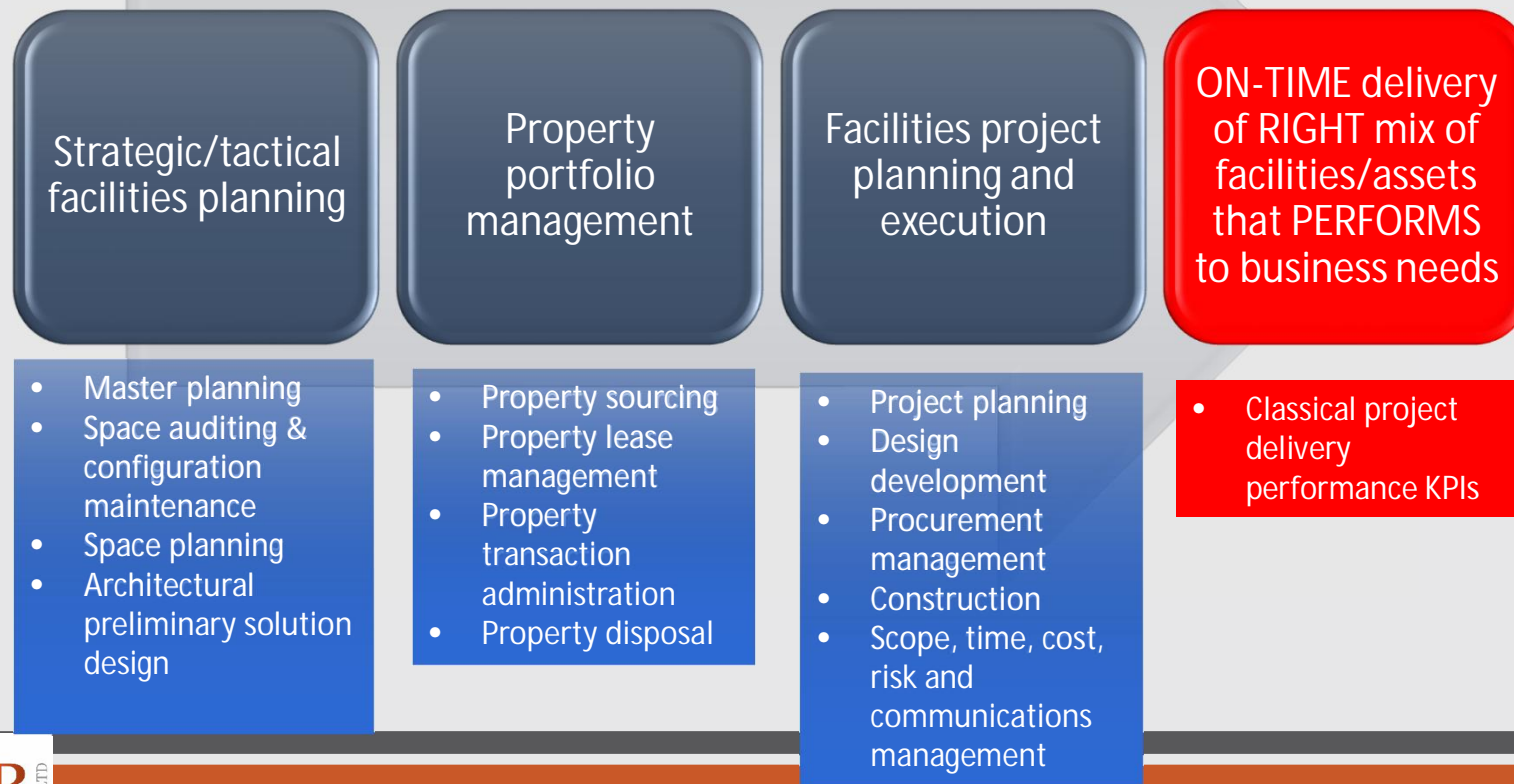 Strategic/tactical
facilities planning
Property
portfolio
management
Facilities project
planning and
execution
ON-TIME delivery
of RIGHT mix of
facilities/assets
that PERFORMS
to business needs
• Master planning
• Space auditing &
configuration
maintenance
• Space planning
• Architectural
preliminary solution
design
• Property sourcing
• Property lease
management
• Property
transaction
administration
• Property disposal
• Project planning
• Design
development
• Procurement
management
• Construction
• Scope, time, cost,
risk and
communications
management
• Classical project
delivery
performance KPIs
LTD